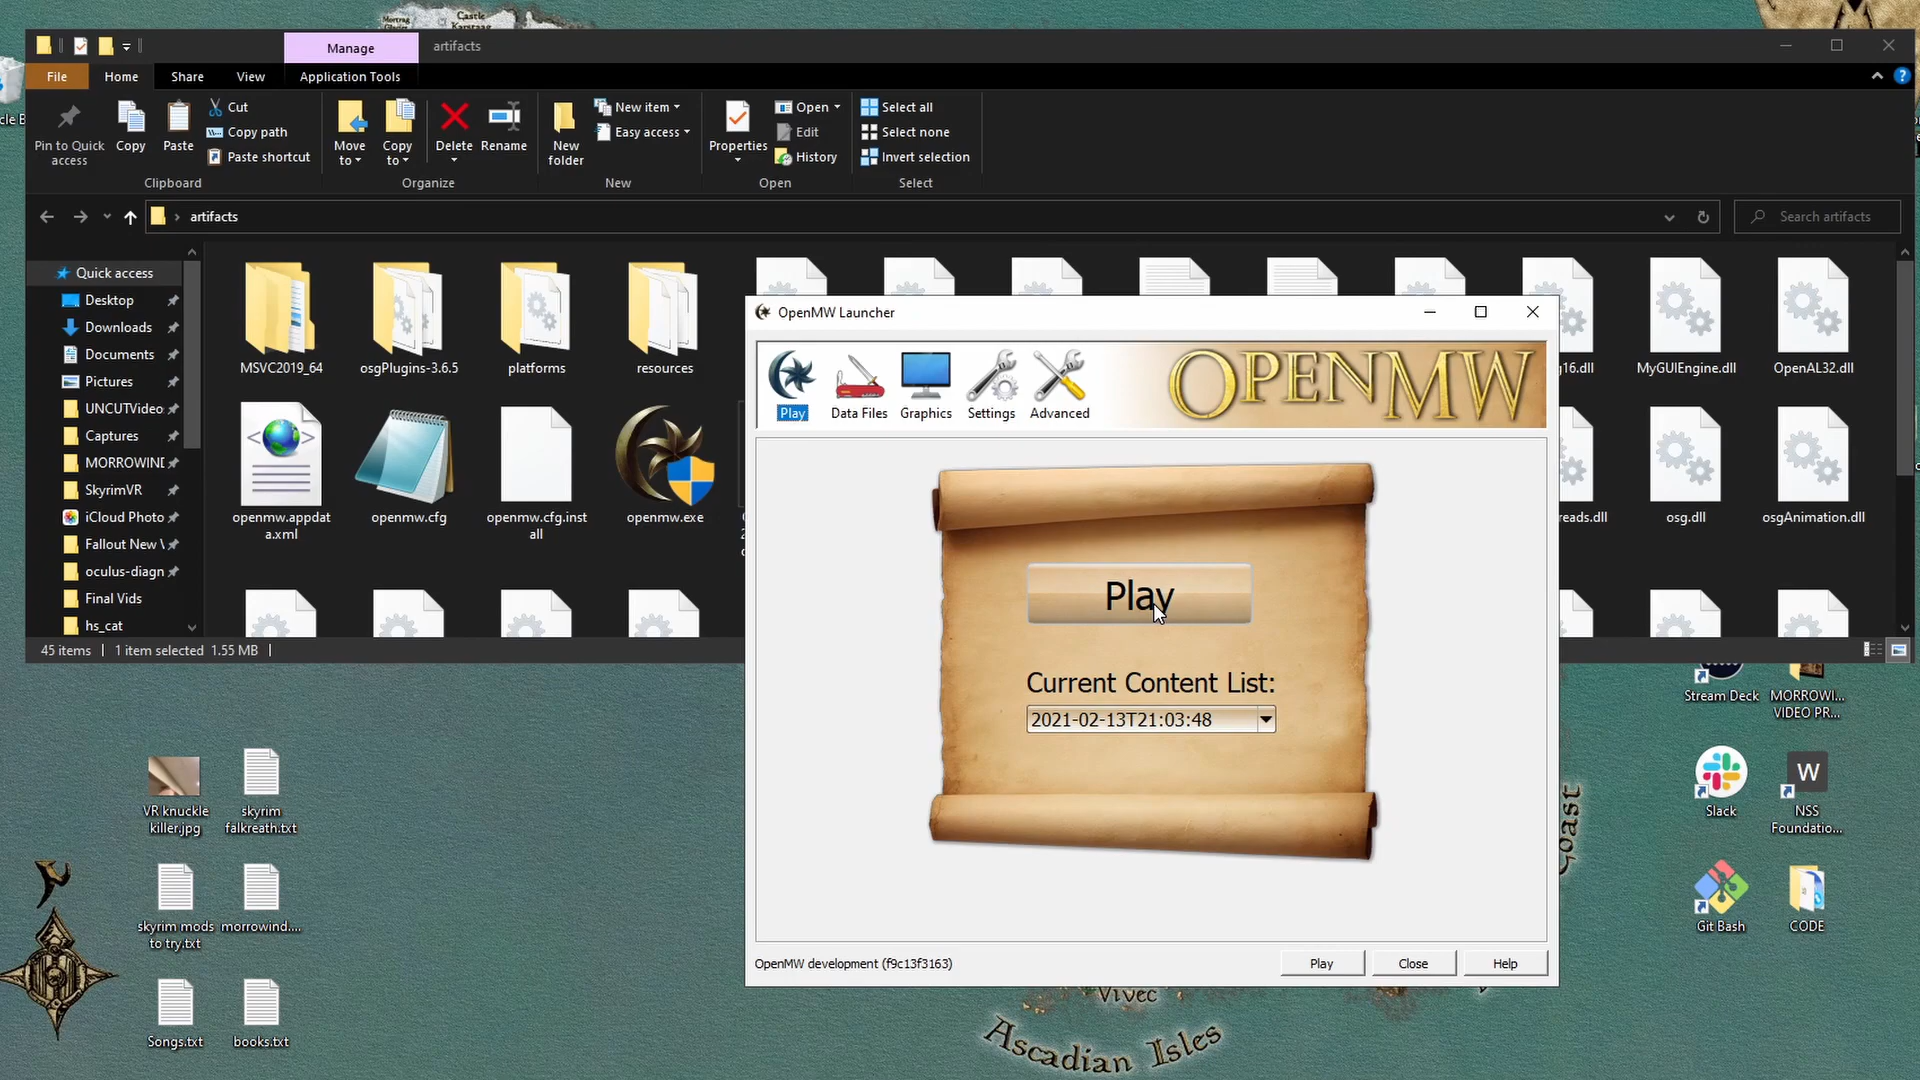 Castle
Karstaag
Manage
artifacts
File
Home
Share
View
Application Tools
Pin to Quick
access
Copy
Paste
Cut
Copy path
Paste shortcut
Move
to
Copy
to
Delete
Rename
New
folder
New item
Easy access
Properties
Open
Edit
History
Select all
Select none
Invert selection
Clipboard
Organize
New
Open
Select
artifacts
Search artifacts
Quick access
Desktop
Downloads
Documents
Pictures
UNCUTVideo
Captures
MORROWIND
SkyrimVR
iCloud Photo
Fallout New V
oculus-diagn
Final Vids
hs_cat
MSVC2019_64
osgPlugins-3.6.5
platforms
resources
g16.dll
MyGUIEngine.dll
OpenAL32.dll
openmw.appdat
a.xml
openmw.cfg
openmw.cfg.inst
all
openmw.exe
reads.dll
osg.dll
osgAnimation.dll
45 items
1 item selected 1.55 MB
OpenMW Launcher
Play
Data Files
Graphics
Settings
Advanced
OPENMW
Play
Current Content List:
2021-02-13T21:03:48
OpenMW development (f9c13f3163)
Play
Close
Help
VR knuckle
killer.jpg
skyrim
falkreath.txt
skyrim mods
to try.txt
morrowind....
Songs.txt
books.txt
Stream Deck
MORROWI...
VIDEO PR...
Slack
W
NSS
Foundatio...
Git Bash
CODE
Coast
Vivec
Ascadian Isles